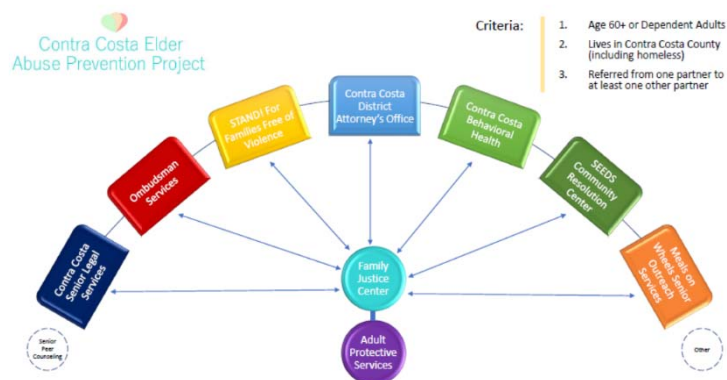 Contra Costa Elder
Abuse Prevention Project
Criteria:
1. Age 60+ or Dependent Adults
2. Lives in Contra Costa County
(including homeless)
3. Referred from one partner to
at least one other partner
Contra Costa
Senior Legal
Services
Ombudsman
Services
STAND! For
Families Free of
Violence
Contra Costa
District
Attorney's Office
Contra Costa
Behavioral
Health
SEEDS
Community
Resolution
Center
Meals on
Wheels Senior
Outreach
Services
Family
Justice
Center
Adult
Protective
Services
Senior
Peer
Counseling
Other